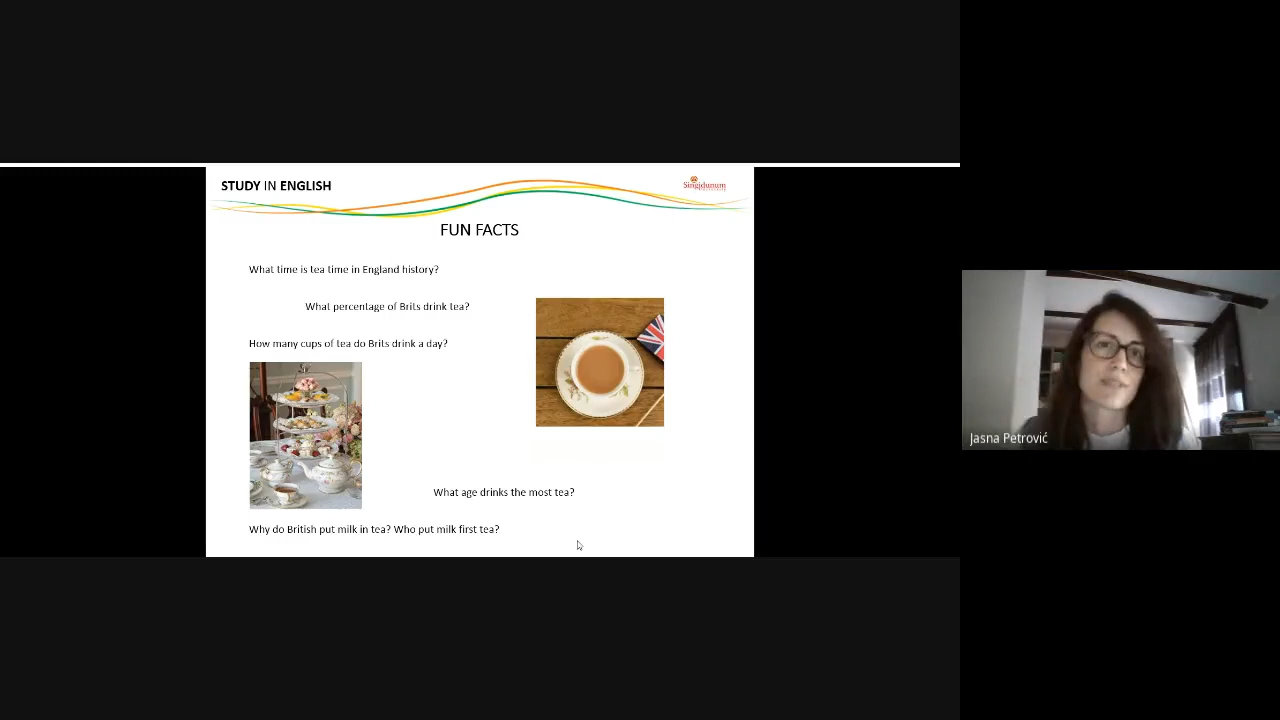 STUDY IN ENGLISH
Singidunum
FUN FACTS
What time is tea time in England history?
What percentage of Brits drink tea?
How many cups of tea do Brits drink a day?
What age drinks the most tea?
Why do British put milk in tea? Who put milk first tea?
Jasna Petrović